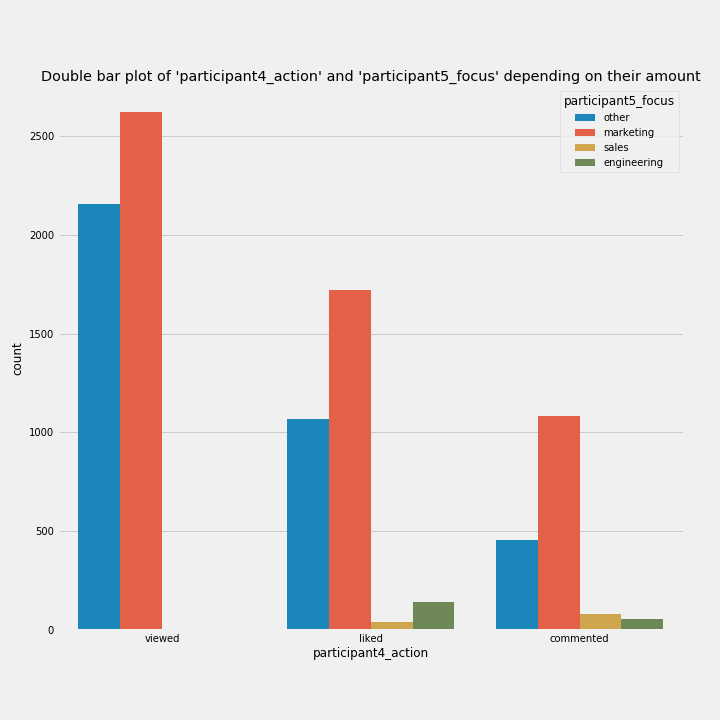 Double bar plot of 'participant4_action' and 'participant5_focus' depending on their amount
participant5_focus
other
marketing
sales
engineering
2500
2000
1500
1000
500
0
count
viewed
liked
commented
participant4_action